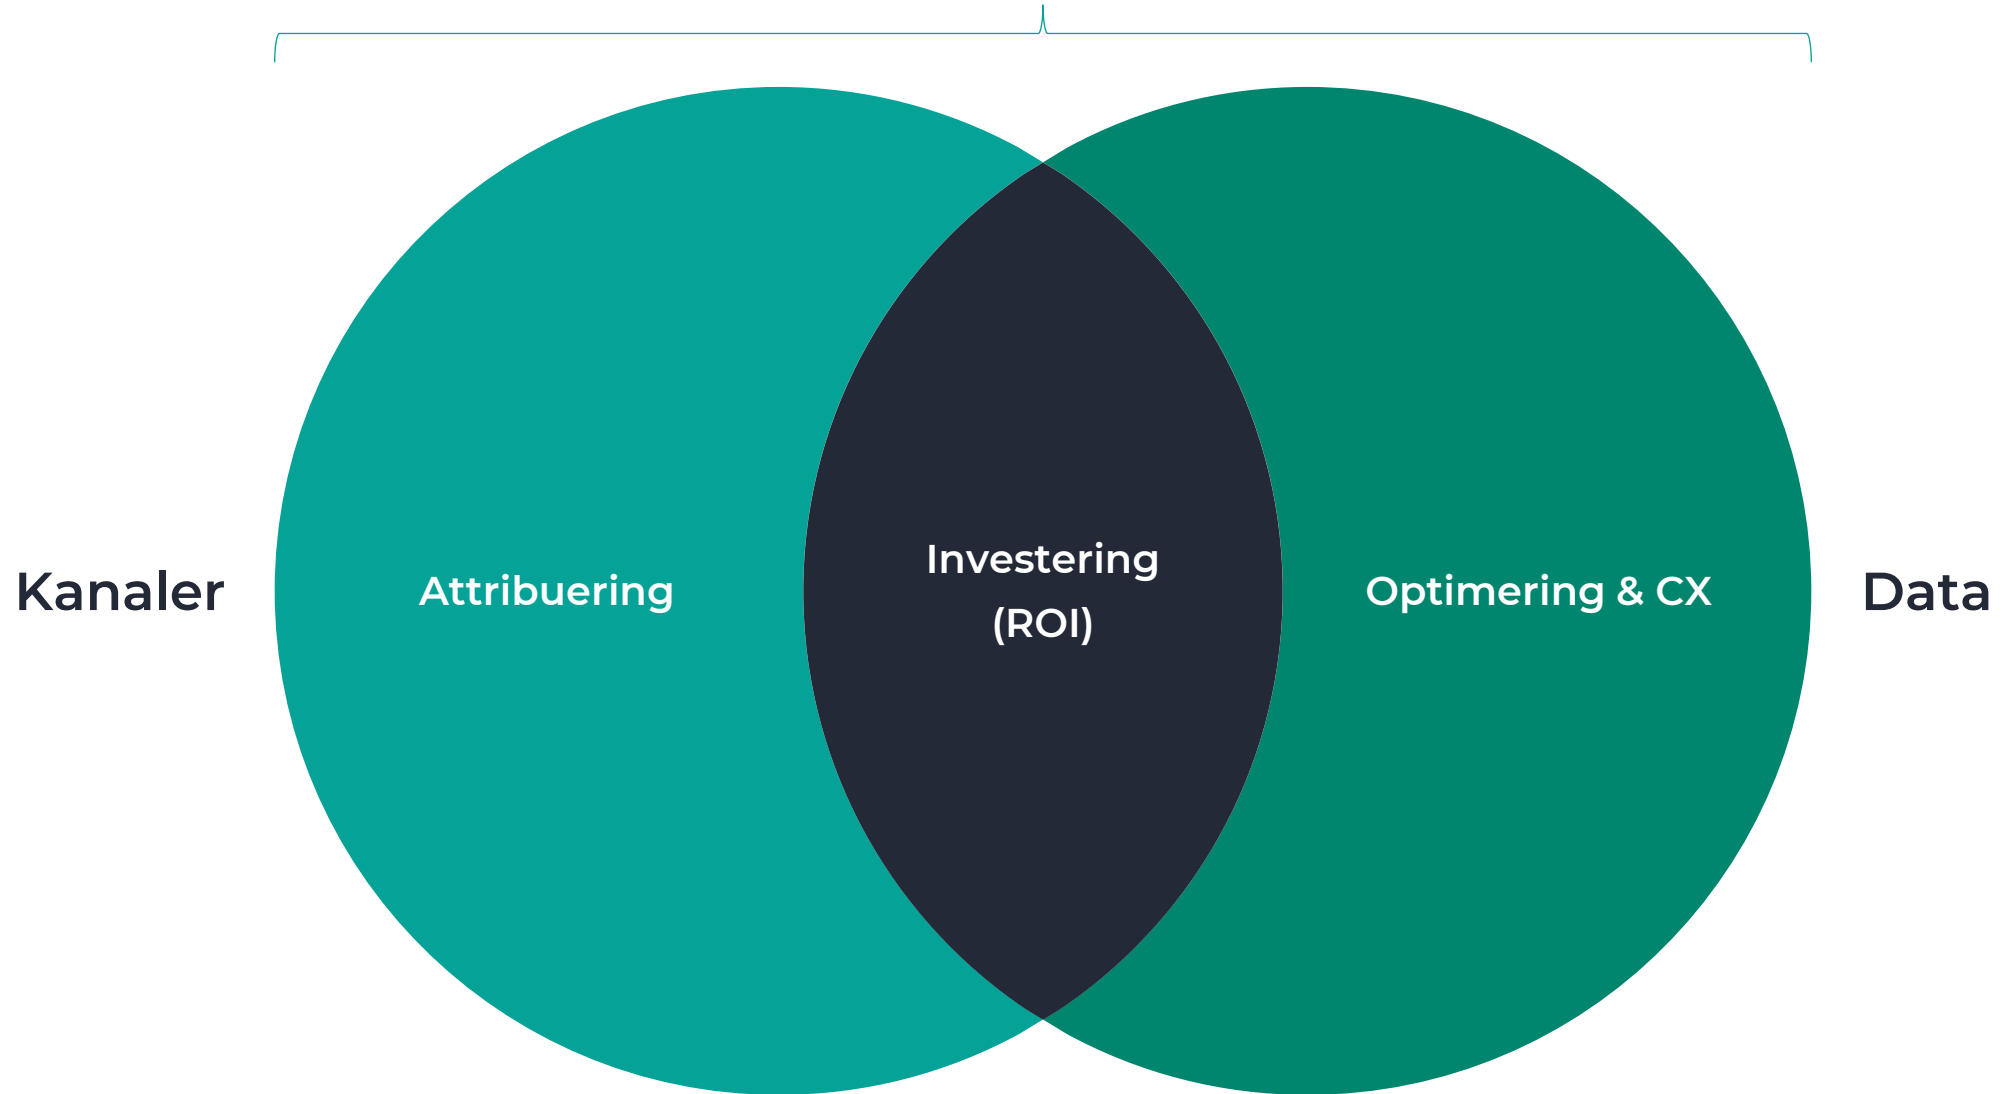 Kanaler
Attribuering
Investering
(ROI)
Optimering & CX
Data